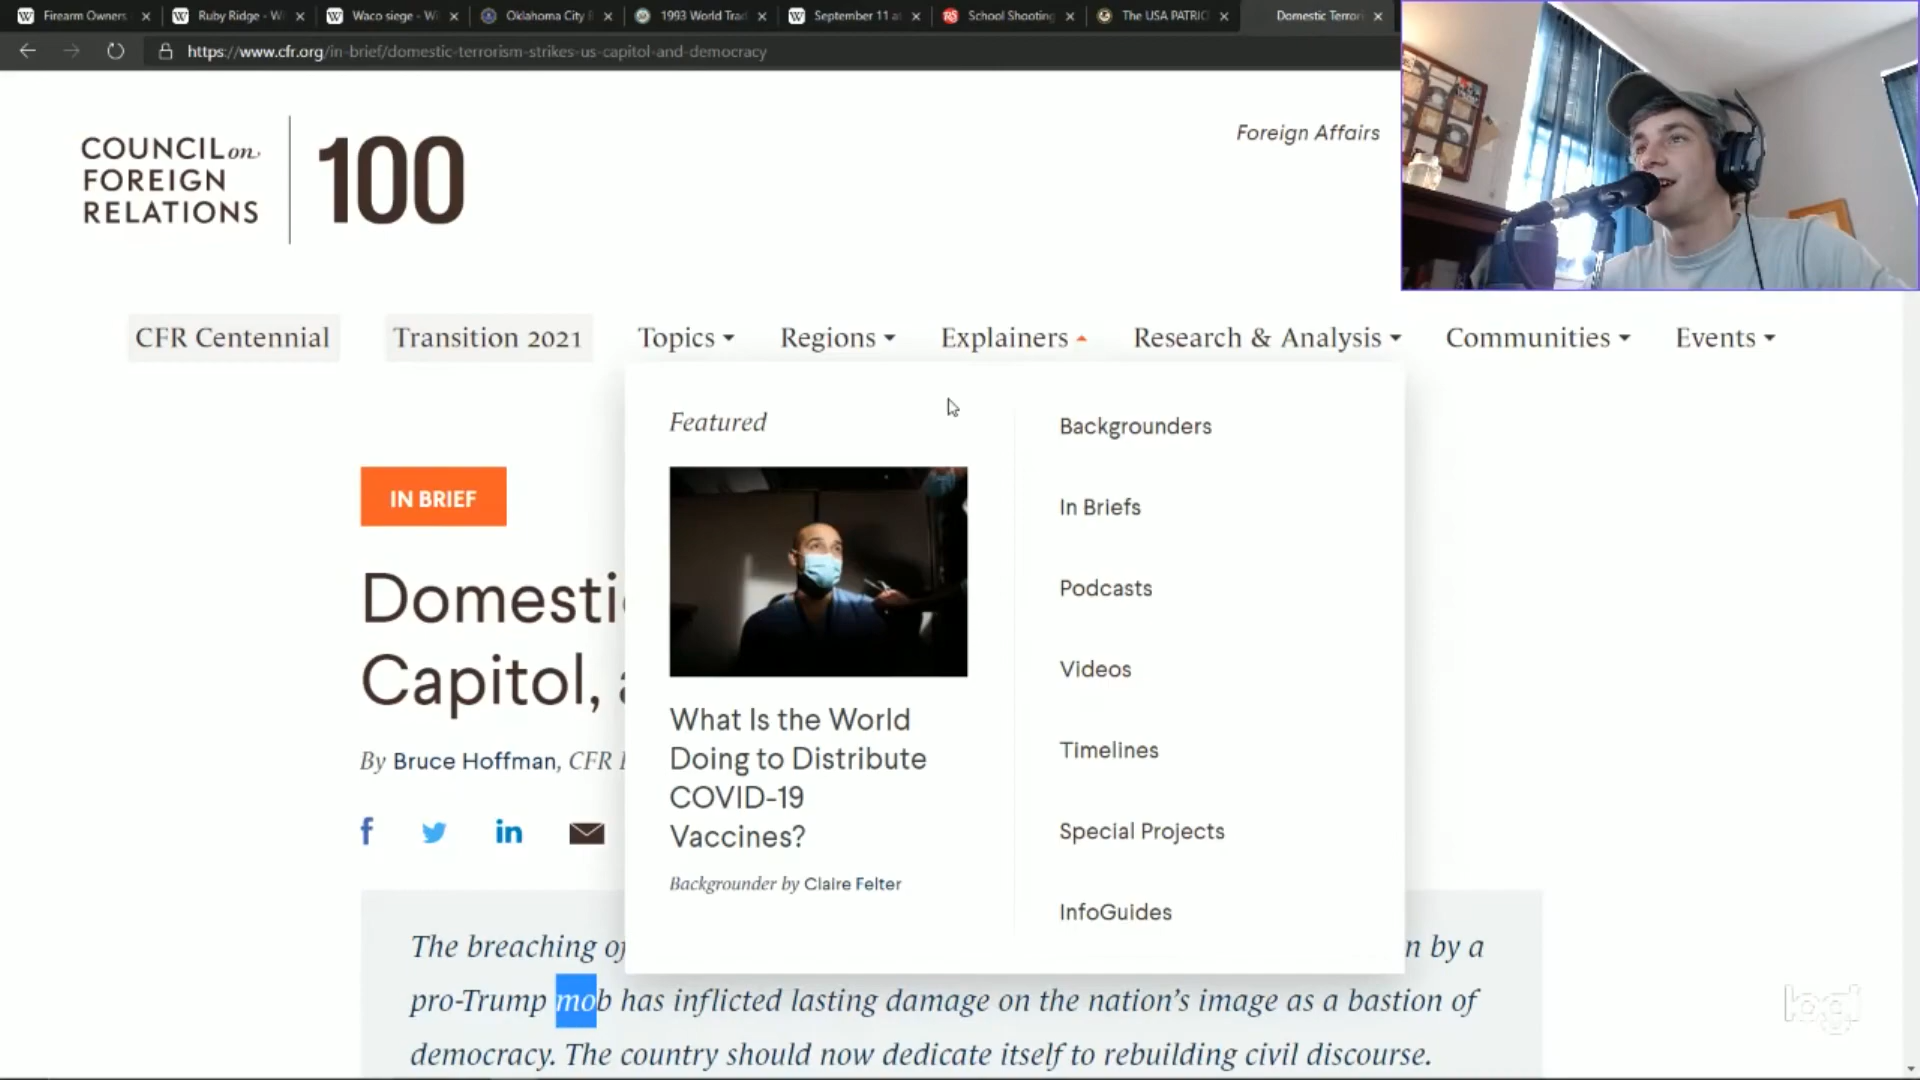 Firearm Owners
Ruby Ridge - W
Waco siege - Wi
Oklahoma City
1993 World Trad
September 11 at
School Shooting
The USA PATRIO
Domestic Terror
https://www.cfr.org/in-brief/domestic-terrorism-strikes-us-capitol-and-democracy
Foreign Affairs
COUNCIL on
FOREIGN
RELATIONS
100
CFR Centennial
Transition 2021
Topics
Regions
Explainers
Research & Analysis
Communities
Events
Featured
Backgrounders
In Briefs
Podcasts
Videos
Timelines
Special Projects
InfoGuides
What Is the World
Doing to Distribute
COVID-19
Vaccines?
Backgrounder by Claire Felter
IN BRIEF
Domesti
Capitol,
By Bruce Hoffman, CFR
The breaching of n by a
pro-Trump mob has inflicted lasting damage on the nation's image as a bastion of
democracy. The country should now dedicate itself to rebuilding civil discourse.
logi